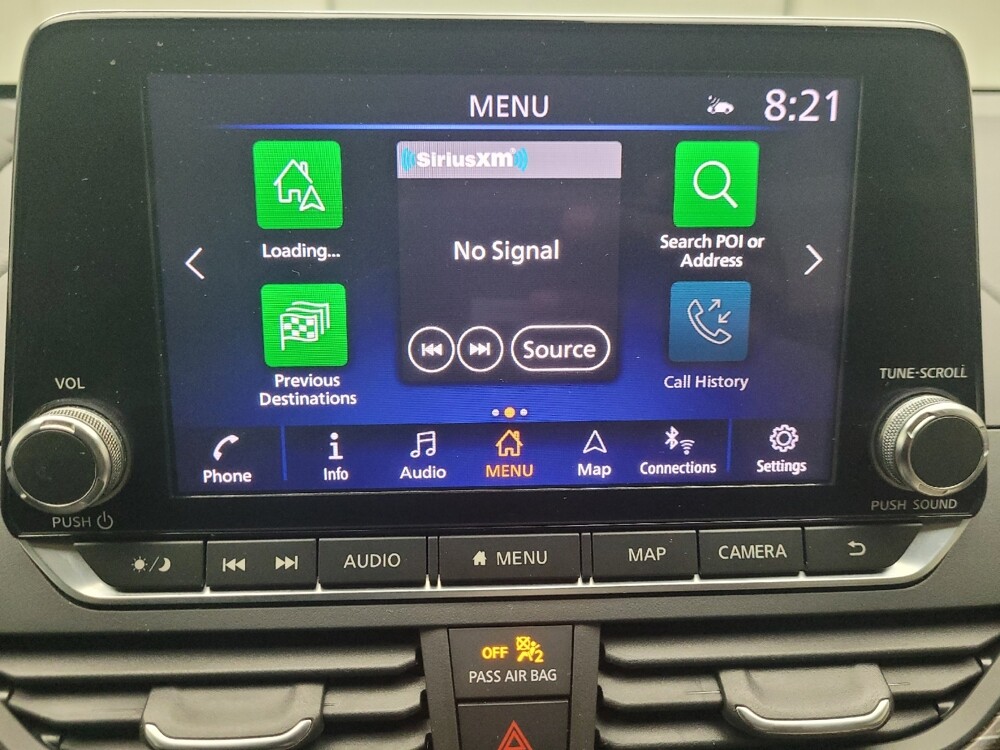 MENU
8:21
SiriusXm
Loading...
No Signal
Search POI or
Address
Source
Previous
Destinations
Call History
VOL
TUNE·SCROLL
Phone
Info
Audio
MENU
Map
Connections
Settings
PUSH
PUSH SOUND
AUDIO
MENU
MAP
CAMERA
OFF 2
PASS AIR BAG